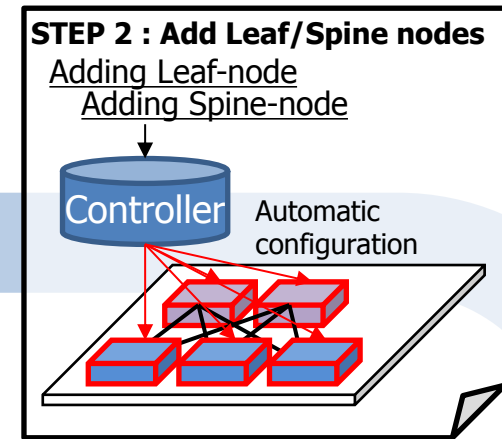 STEP 2 : Add Leaf/Spine nodes
Adding Leaf-node
Adding Spine-node
Controller
Automatic
configuration